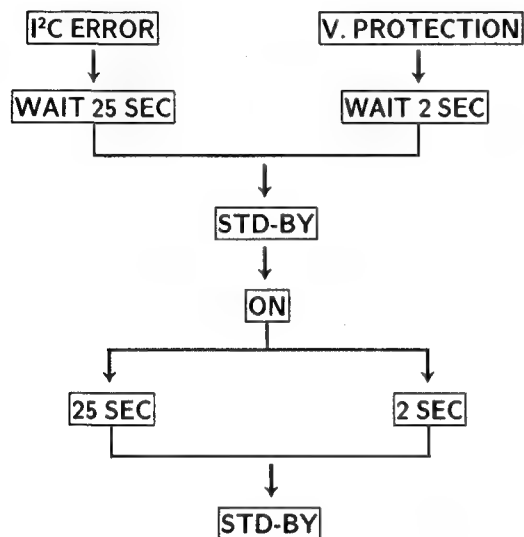 I²C ERROR
V. PROTECTION
WAIT 25 SEC
WAIT 2 SEC
STD-BY
ON
25 SEC
2 SEC
STD-BY